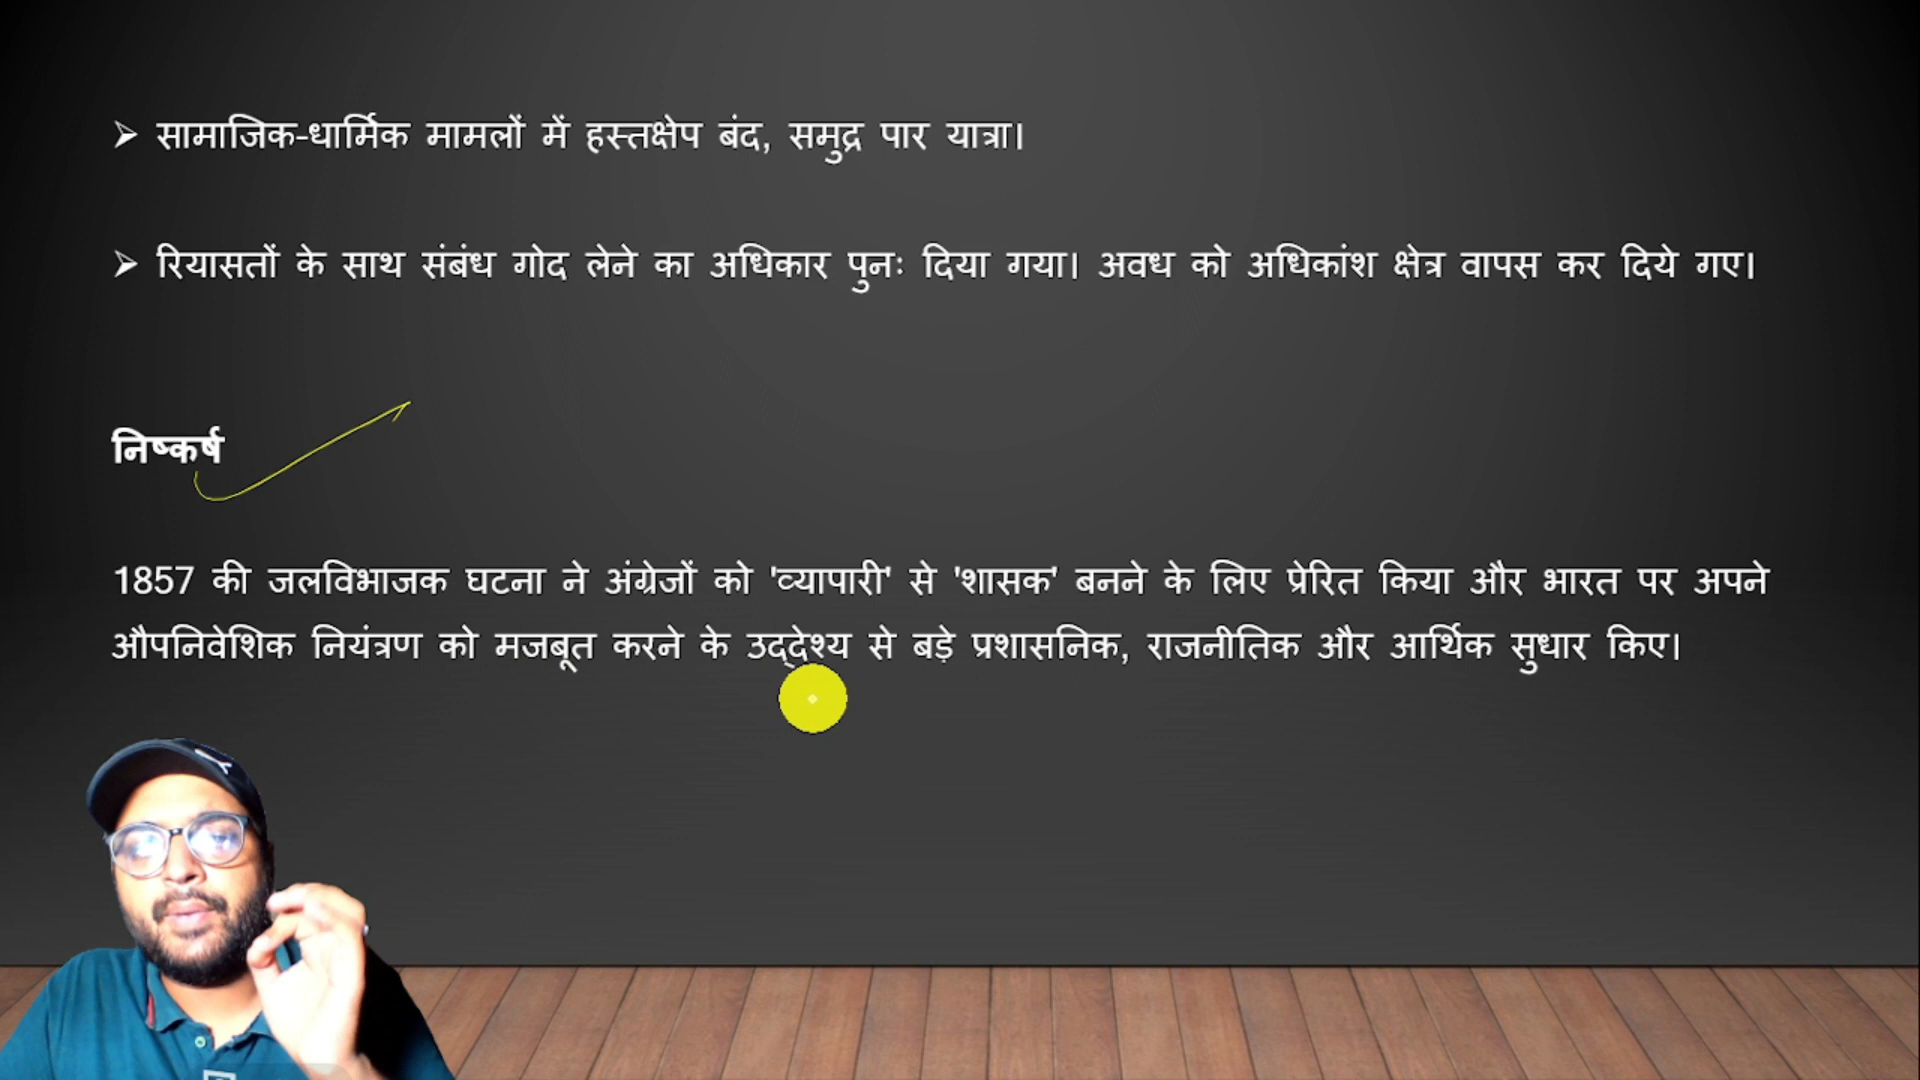 ➢ सामाजिक-धार्मिक मामलों में हस्तक्षेप बंद, समुद्र पार यात्रा।
➢ रियासतों के साथ संबंध गोद लेने का अधिकार पुनः दिया गया। अवध को अधिकांश क्षेत्र वापस कर दिये गए।
निष्कर्ष
1857 की जलविभाजक घटना ने अंग्रेजों को 'व्यापारी' से 'शासक' बनने के लिए प्रेरित किया और भारत पर अपने
औपनिवेशिक नियंत्रण को मजबूत करने के उद्देश्य से बड़े प्रशासनिक, राजनीतिक और आर्थिक सुधार किए।